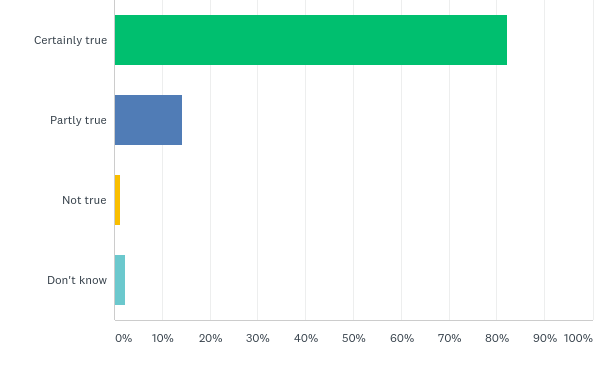 Certainly true
Partly true
Not true
Don't know
0% 10% 20% 30% 40% 50% 60% 70% 80% 90% 100%